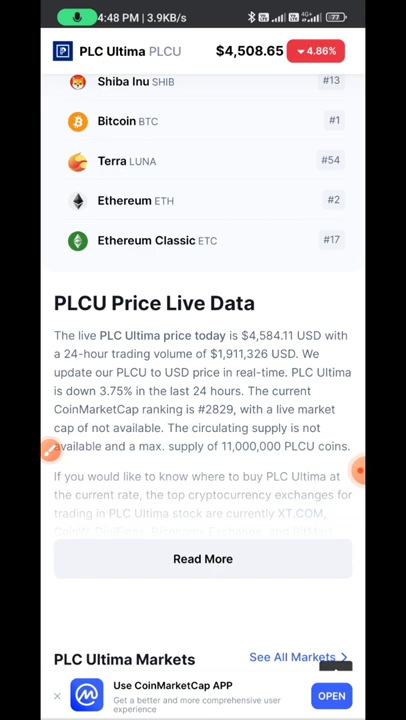 4:48 PM | 3.9KB/s
77
PLC Ultima PLCU $4,508.65 4.86%
Shiba Inu SHIB #13
Bitcoin BTC #1
Terra LUNA #54
Ethereum ETH #2
Ethereum Classic ETC #17
PLCU Price Live Data
The live PLC Ultima price today is $4,584.11 USD with
a 24-hour trading volume of $1,911,326 USD. We
update our PLCU to USD price in real-time. PLC Ultima
is down 3.75% in the last 24 hours. The current
CoinMarketCap ranking is #2829, with a live market
cap of not available. The circulating supply is not
available and a max. supply of 11,000,000 PLCU coins.
If you would like to know where to buy PLC Ultima at
the current rate, the top cryptocurrency exchanges for
trading in PLC Ultima stock are currently XT.COM,
CoinW, DigiFinex, Biconomy Exchange, and BitMart
Read More
PLC Ultima Markets See All Markets
Use CoinMarketCap APP
Get a better and more comprehensive user
experience
OPEN